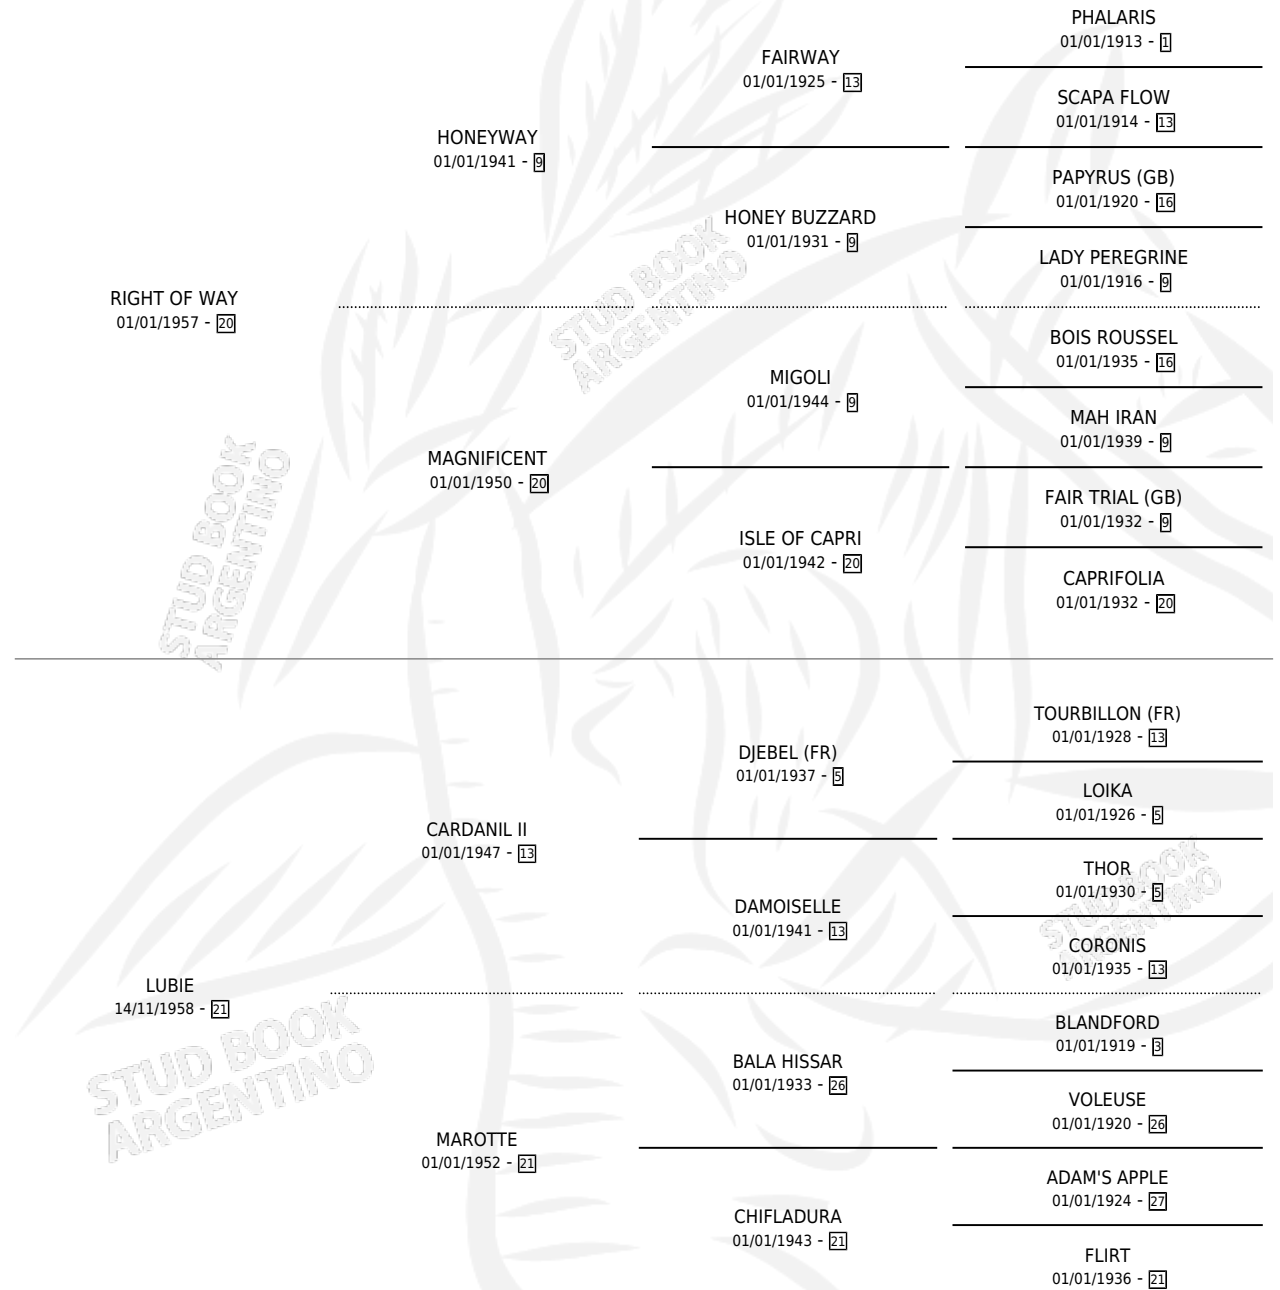 PHALARIS
01/01/1913 - 1
FAIRWAY
01/01/1925 - 13
SCAPA FLOW
01/01/1914 - 13
HONEYWAY
01/01/1941 - 9
PAPYRUS (GB)
01/01/1920 - 16
HONEY BUZZARD
01/01/1931 - 9
LADY PEREGRINE
01/01/1916 - 9
RIGHT OF WAY
01/01/1957 - 20
STUD BOOK
ARGENTINO
BOIS ROUSSEL
01/01/1935 - 16
MIGOLI
01/01/1944 - 9
MAH IRAN
01/01/1939 - 9
MAGNIFICENT
01/01/1950 - 20
FAIR TRIAL (GB)
01/01/1932 - 9
ISLE OF CAPRI
01/01/1942 - 20
CAPRIFOLIA
01/01/1932 - 20
STUD BOOK
ARGENTINO
TOURBILLON (FR)
01/01/1928 - 13
DJEBEL (FR)
01/01/1937 - 5
LOIKA
01/01/1926 - 5
CARDANIL II
01/01/1947 - 13
THOR
01/01/1930 - 5
DAMOISELLE
01/01/1941 - 13
STUD BOOK
ARGENTINO
CORONIS
01/01/1935 - 13
LUBIE
14/11/1958 - 21
BLANDFORD
01/01/1919 - 3
BALA HISSAR
01/01/1933 - 26
STUD BOOK
ARGENTINO
VOLEUSE
01/01/1920 - 26
MAROTTE
01/01/1952 - 21
ADAM'S APPLE
01/01/1924 - 27
CHIFLADURA
01/01/1943 - 21
FLIRT
01/01/1936 - 21